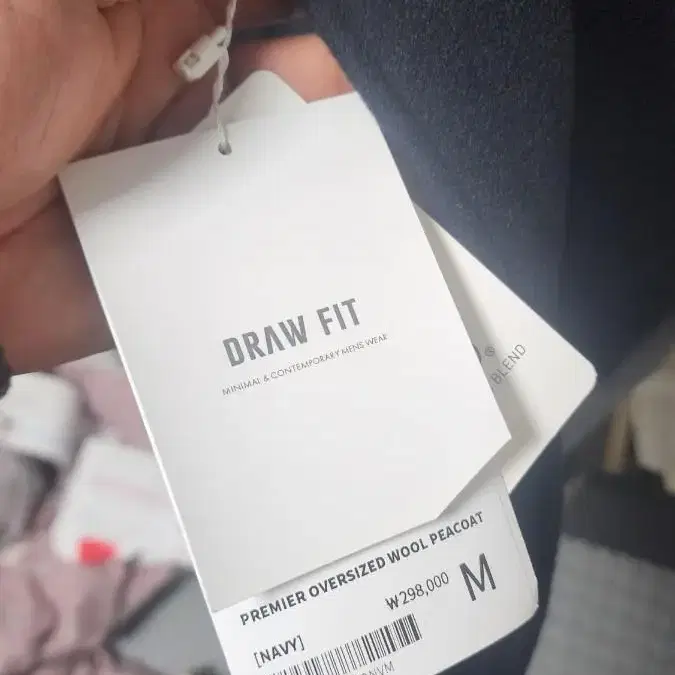 DRAW FIT
MINIMAL & CONTEMPORARY MENS WEAR
®
BLEND
PREMIER OVERSIZED WOOL PEACOAT
₩298,000
M
[NAVY]